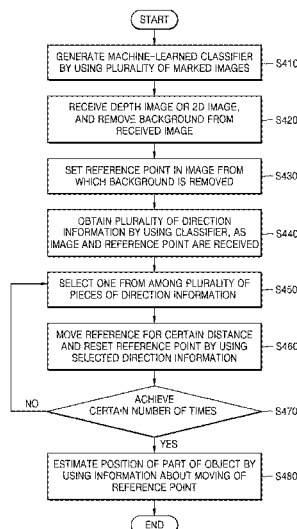 START
GENERATE MACHINE-LEARNED CLASSIFIER
BY USING PLURALITY OF MARKED IMAGES
S410
RECEIVE DEPTH IMAGE OR 2D IMAGE,
AND REMOVE BACKGROUND FROM
RECEIVED IMAGE
S420
SET REFERENCE POINT IN IMAGE FROM
WHICH BACKGROUND IS REMOVED
S430
OBTAIN PLURALITY OF DIRECTION
INFORMATION BY USING CLASSIFIER, AS
IMAGE AND REFERENCE POINT ARE RECEIVED
S440
SELECT ONE FROM AMONG PLURALITY OF
PIECES OF DIRECTION INFORMATION
S450
MOVE REFERENCE FOR CERTAIN DISTANCE
AND RESET REFERENCE POINT BY USING
SELECTED DIRECTION INFORMATION
S460
NO
ACHIEVE
CERTAIN NUMBER OF TIMES
S470
YES
ESTIMATE POSITION OF PART OF OBJECT BY
USING INFORMATION ABOUT MOVING OF
REFERENCE POINT
S480
END